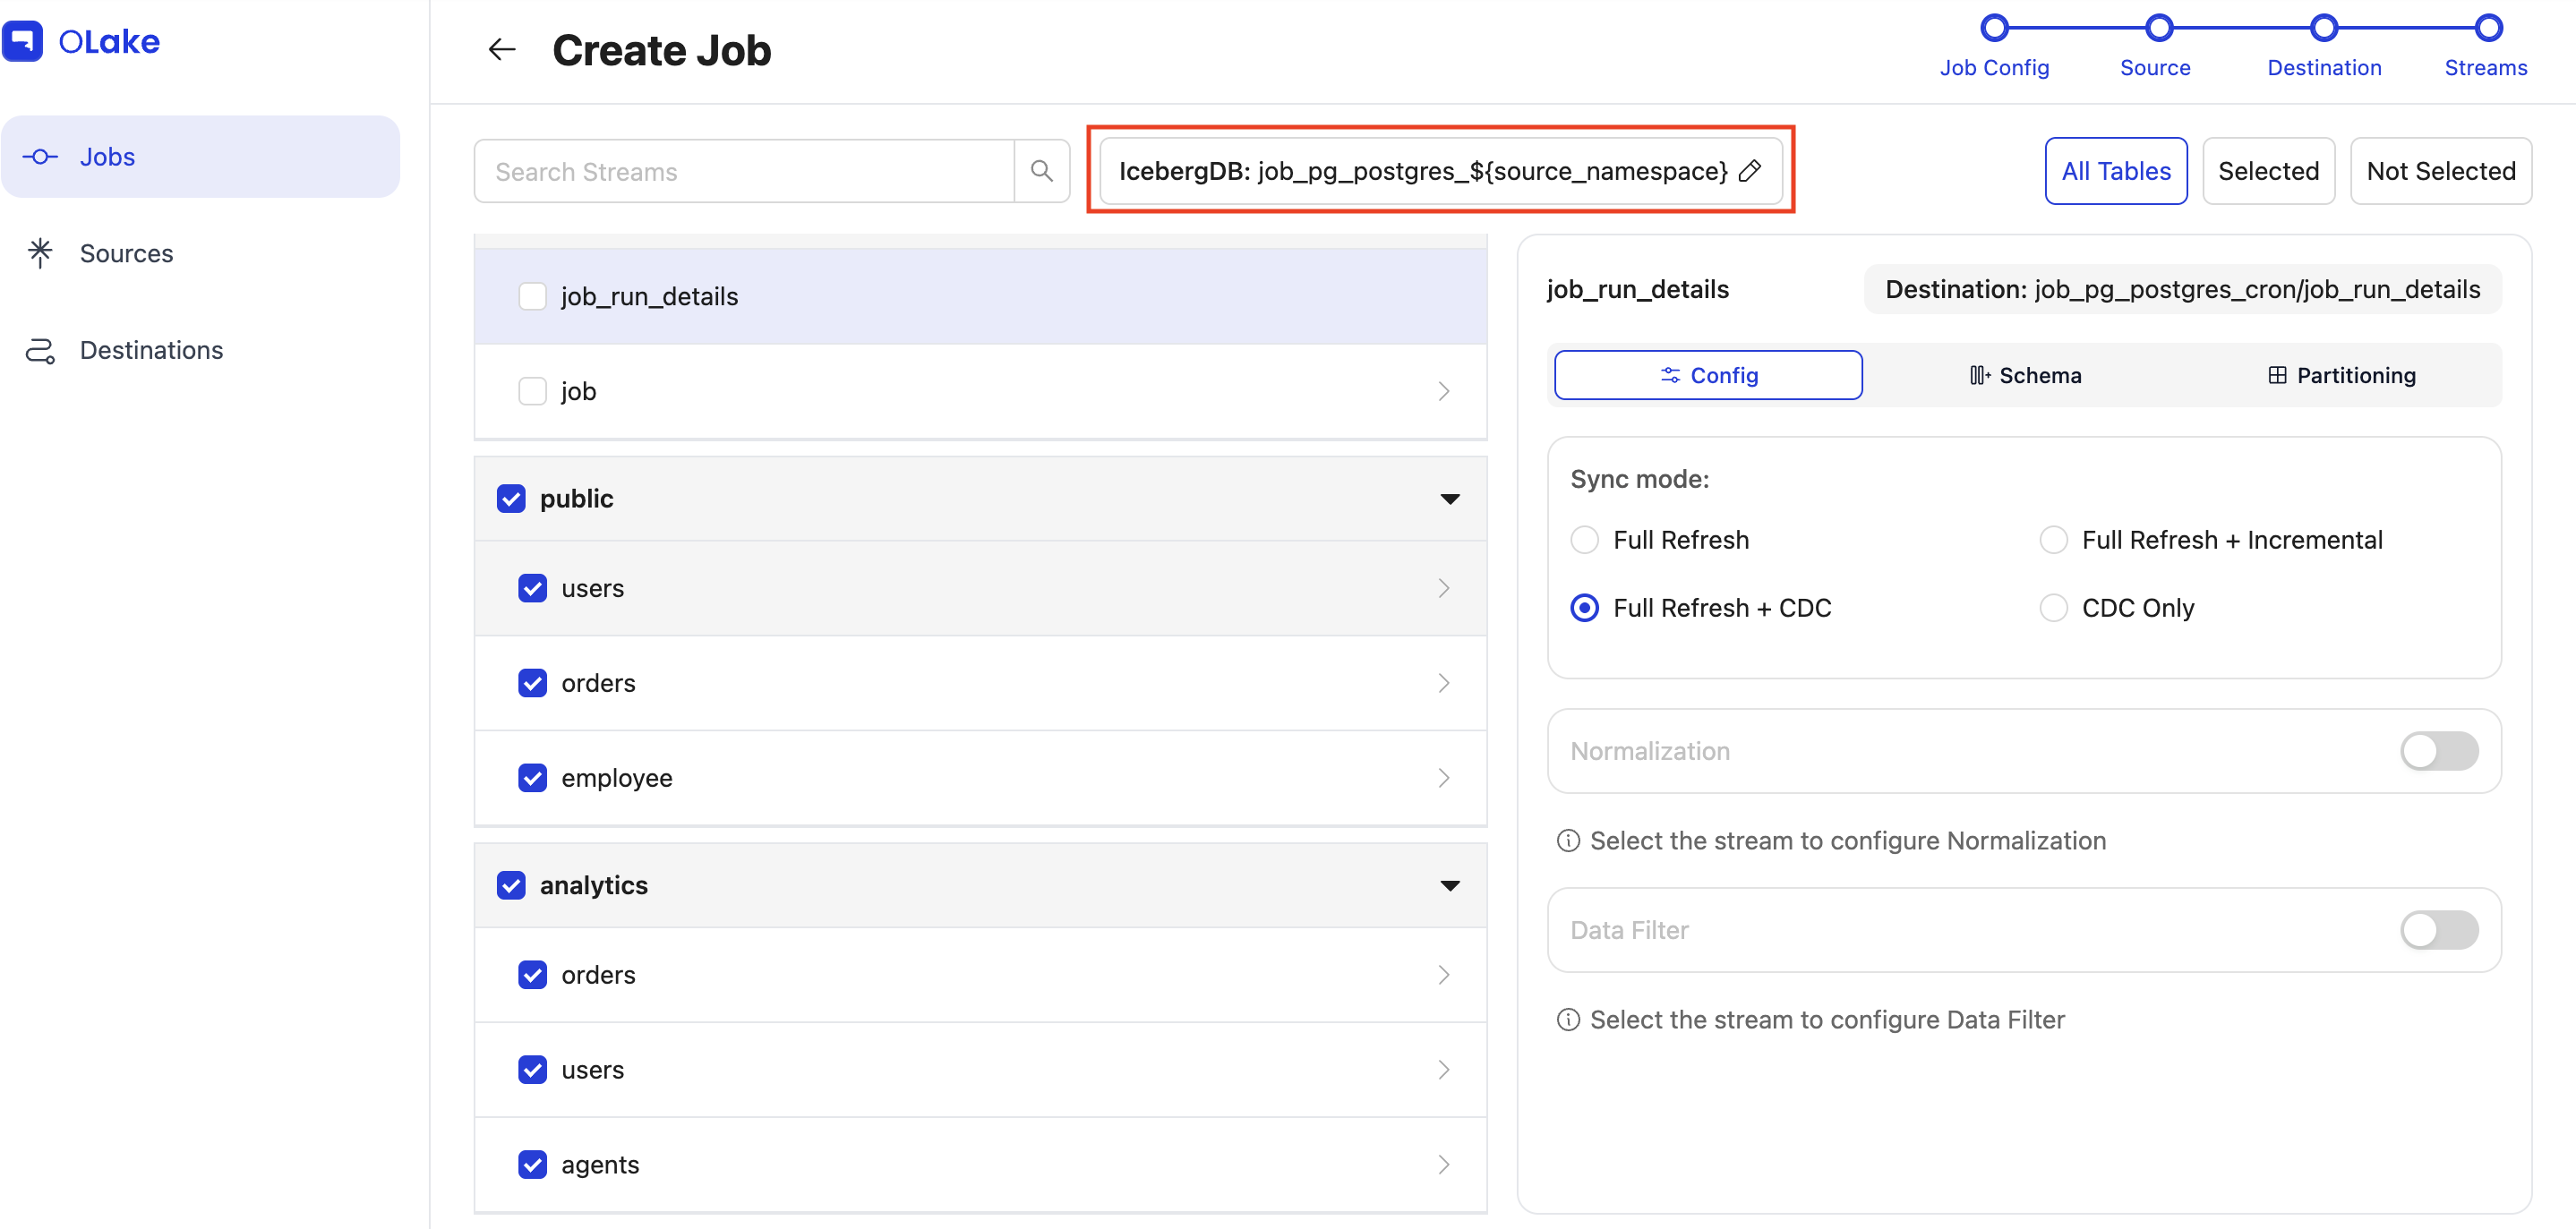 OLake
Create Job
Job Config
Source
Destination
Streams
Jobs
Sources
Destinations
Search Streams
IcebergDB: job_pg_postgres_${source_namespace}
All Tables
Selected
Not Selected
job_run_details
job
public
users
orders
employee
analytics
orders
users
agents
job_run_details
Destination: job_pg_postgres_cron/job_run_details
Config
Schema
Partitioning
Sync mode:
Full Refresh
Full Refresh + Incremental
Full Refresh + CDC
CDC Only
Normalization
Select the stream to configure Normalization
Data Filter
Select the stream to configure Data Filter